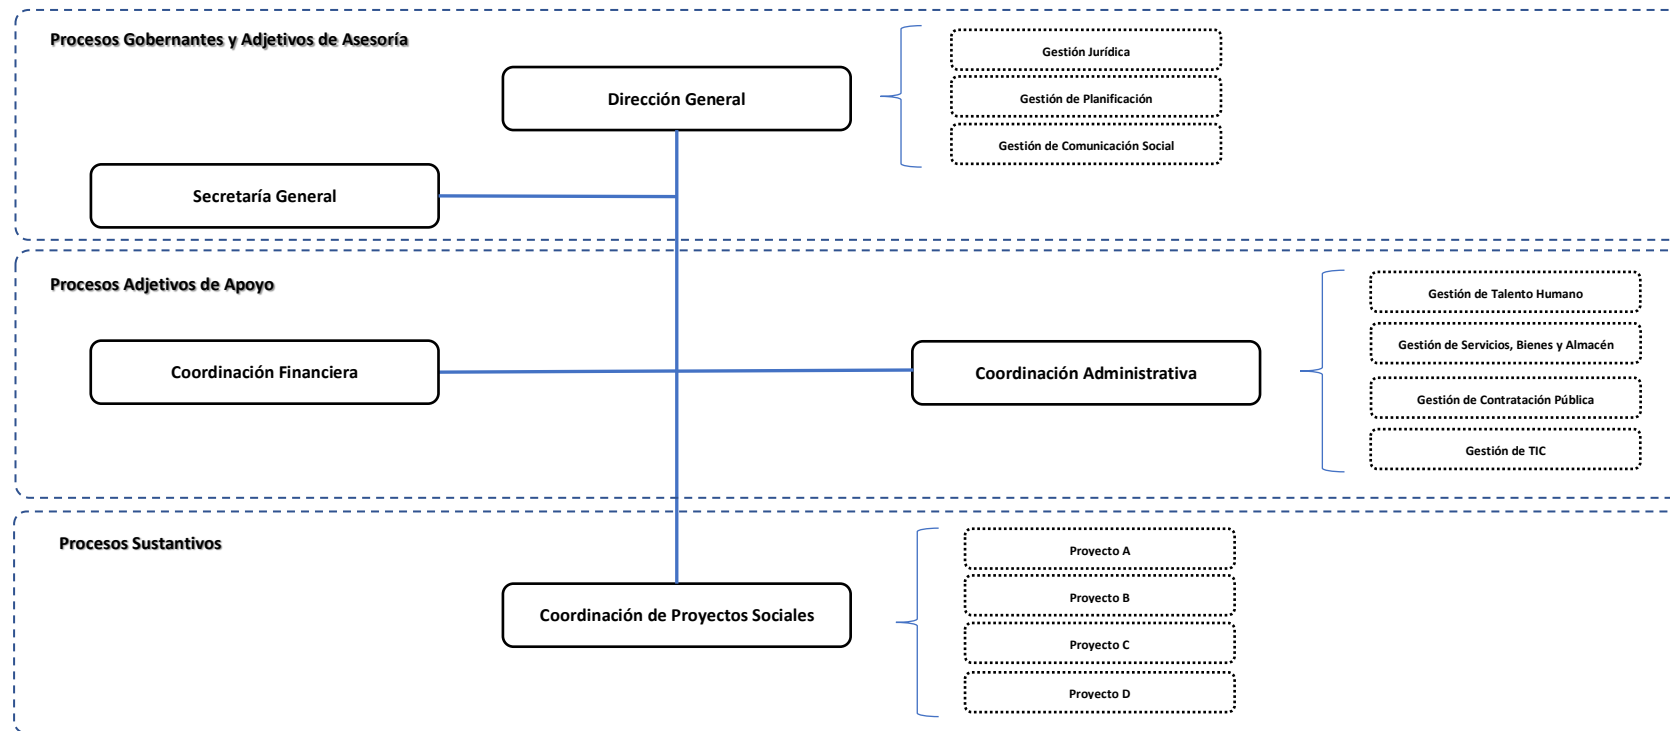 Procesos Gobernantes y Adjetivos de Asesoría
Dirección General
Gestión Jurídica
Gestión de Planificación
Gestión de Comunicación Social
Secretaría General
Procesos Adjetivos de Apoyo
Coordinación Financiera
Coordinación Administrativa
Gestión de Talento Humano
Gestión de Servicios, Bienes y Almacén
Gestión de Contratación Pública
Gestión de TIC
Procesos Sustantivos
Coordinación de Proyectos Sociales
Proyecto A
Proyecto B
Proyecto C
Proyecto D